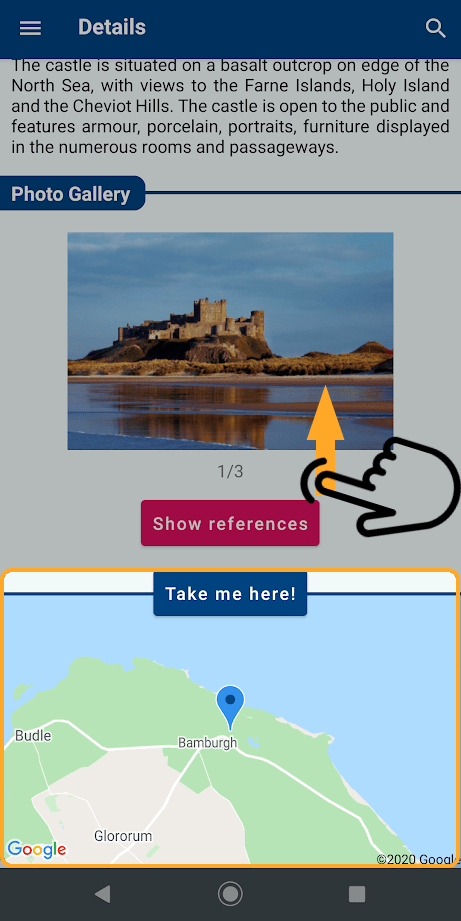 Details
The castle is situated on a basalt outcrop on edge of the
North Sea, with views to the Farne Islands, Holy Island
and the Cheviot Hills. The castle is open to the public and
features armour, porcelain, portraits, furniture displayed
in the numerous rooms and passageways.
Photo Gallery
1/3
Show references
Take me here!
Budle
Bamburgh
Glororum
Google
©2020 Google